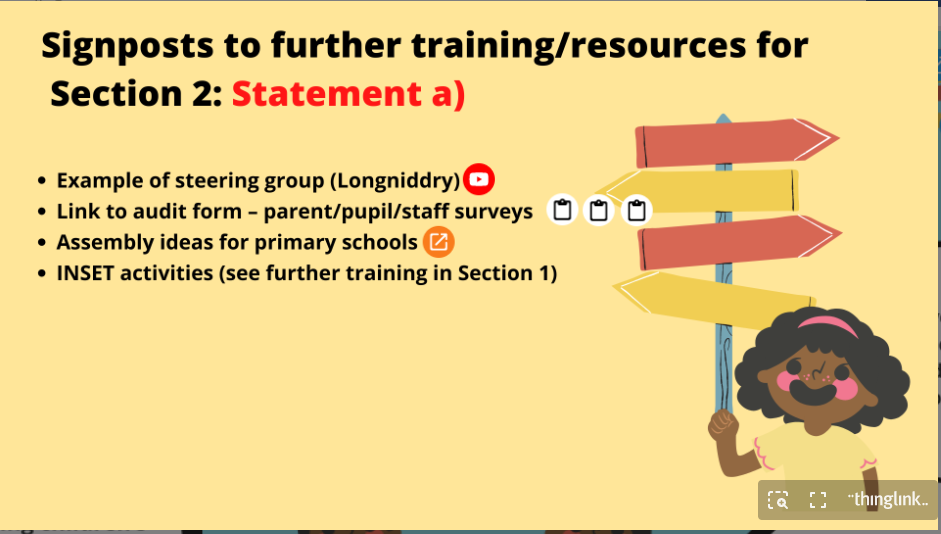 Signposts to further training/resources for
Section 2: Statement a)
• Example of steering group (Longniddry)
• Link to audit form – parent/pupil/staff surveys
• Assembly ideas for primary schools
• INSET activities (see further training in Section 1)
¨thinglink..